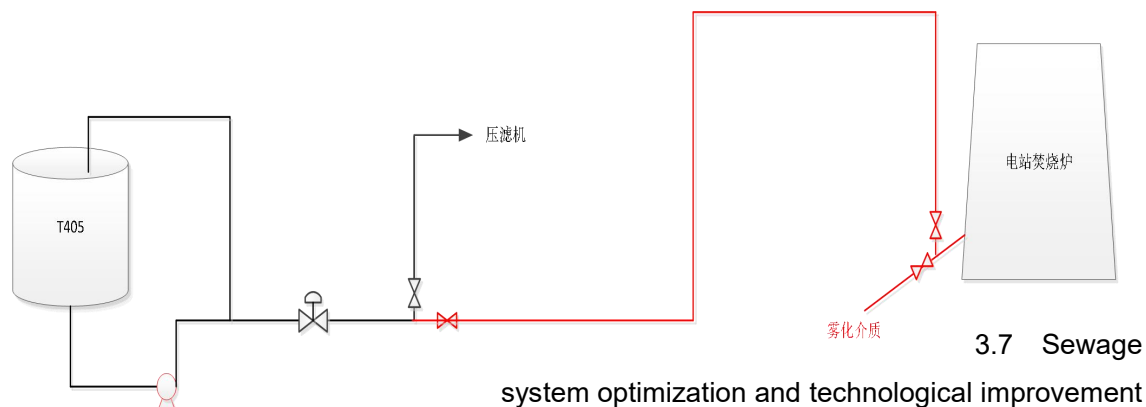 压滤机
电站焚烧炉
T405
雾化介质
3.7 Sewage
system optimization and technological improvement